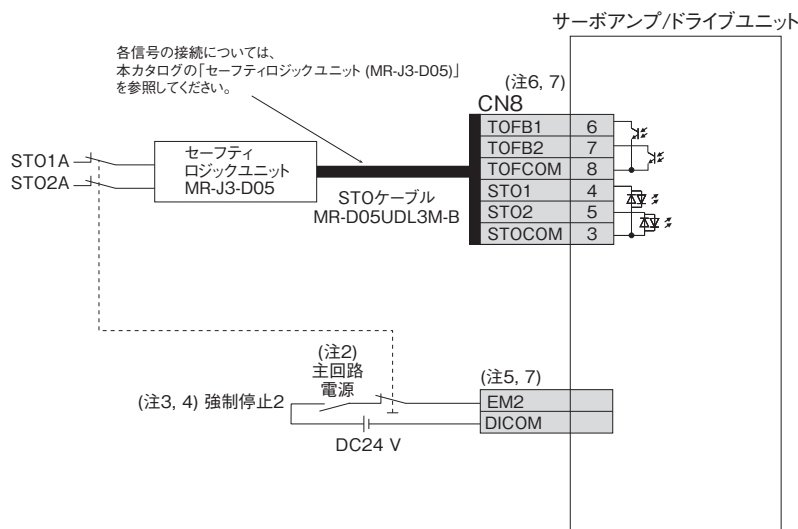 サーボアンプ/ドライブユニット
各信号の接続については、
本カタログの「セーフティロジックユニット (MR-J3-D05)」
を参照してください。
(注6, 7)
CN8
TOFB1 6
TOFB2 7
TOFCOM 8
STO1 4
STO2 5
STOCOM 3
STO1A
STO2A
セーフティ
ロジックユニット
MR-J3-D05
STOケーブル
MR-D05UDL3M-B
(注2)
主回路
電源
(注3, 4) 強制停止2
DC24 V
(注5, 7)
EM2
DICOM